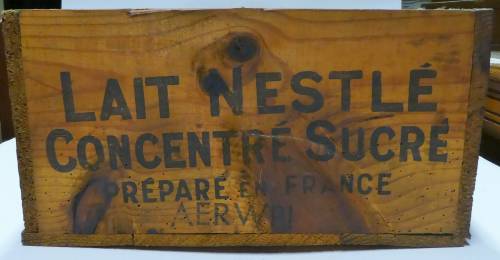 LAIT NESTLÉ
CONCENTRÉ SUCRÉ
PRÉPARÉ EN FRANCE